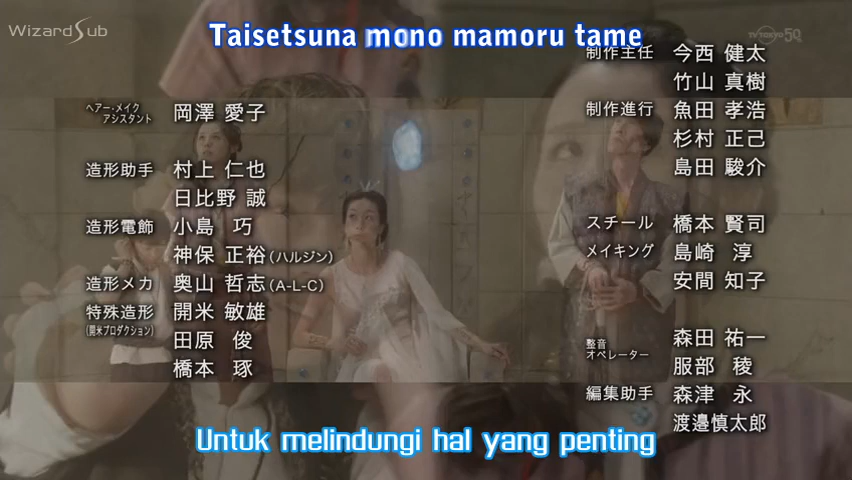 WizardSub
Taisetsuna mono mamoru tame
TV TOKYO
制作主任 今西 健太
竹山 真樹
制作進行 魚田 孝浩
杉村 正己
島田 駿介
スチール 橋本 賢司
メイキング 島崎 淳
安間 知子
整音
オペレーター
森田 祐一
服部 稜
編集助手 森津 永
渡邉慎太郎
ヘアー・メイク
アシスタント
岡澤 愛子
造形助手 村上 仁也
日比野 誠
造形電飾 小島 巧
神保 正裕(ハルジン)
造形メカ 奥山 哲志(A-L-C)
特殊造形 開米 敏雄
(開米プロダクション)
田原 俊
橋本 琢
Untuk melindungi hal yang penting